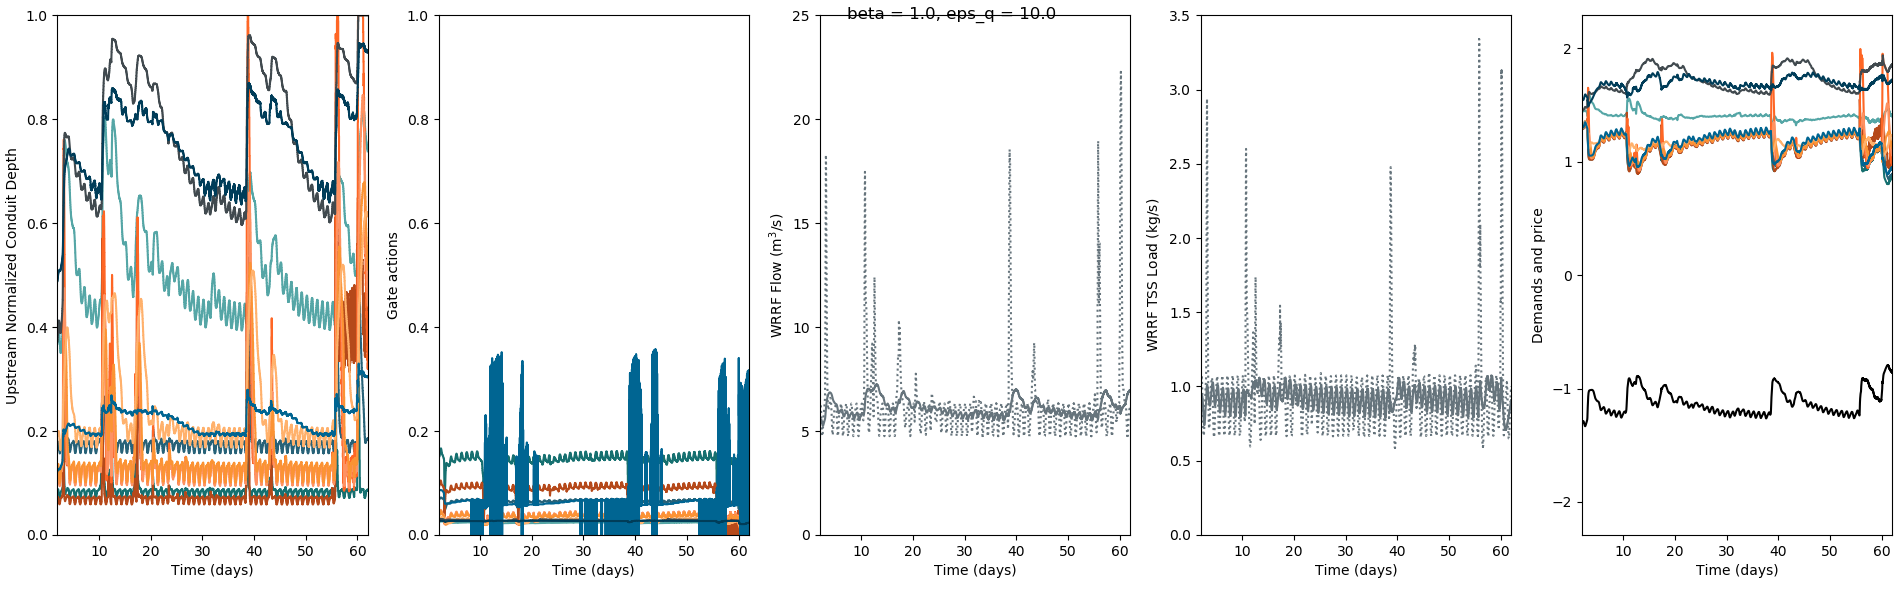 beta = 1.0, eps_q = 10.0
Upstream Normalized Conduit Depth
1.0
0.8
0.6
0.4
0.2
0.0
10 20 30 40 50 60
Time (days)
Gate actions
1.0
0.8
0.6
0.4
0.2
0.0
10 20 30 40 50 60
Time (days)
WRRF Flow (m³/s)
25
20
15
10
5
0
10 20 30 40 50 60
Time (days)
WRRF TSS Load (kg/s)
3.5
3.0
2.5
2.0
1.5
1.0
0.5
0.0
10 20 30 40 50 60
Time (days)
Demands and price
2
1
0
−1
−2
10 20 30 40 50 60
Time (days)